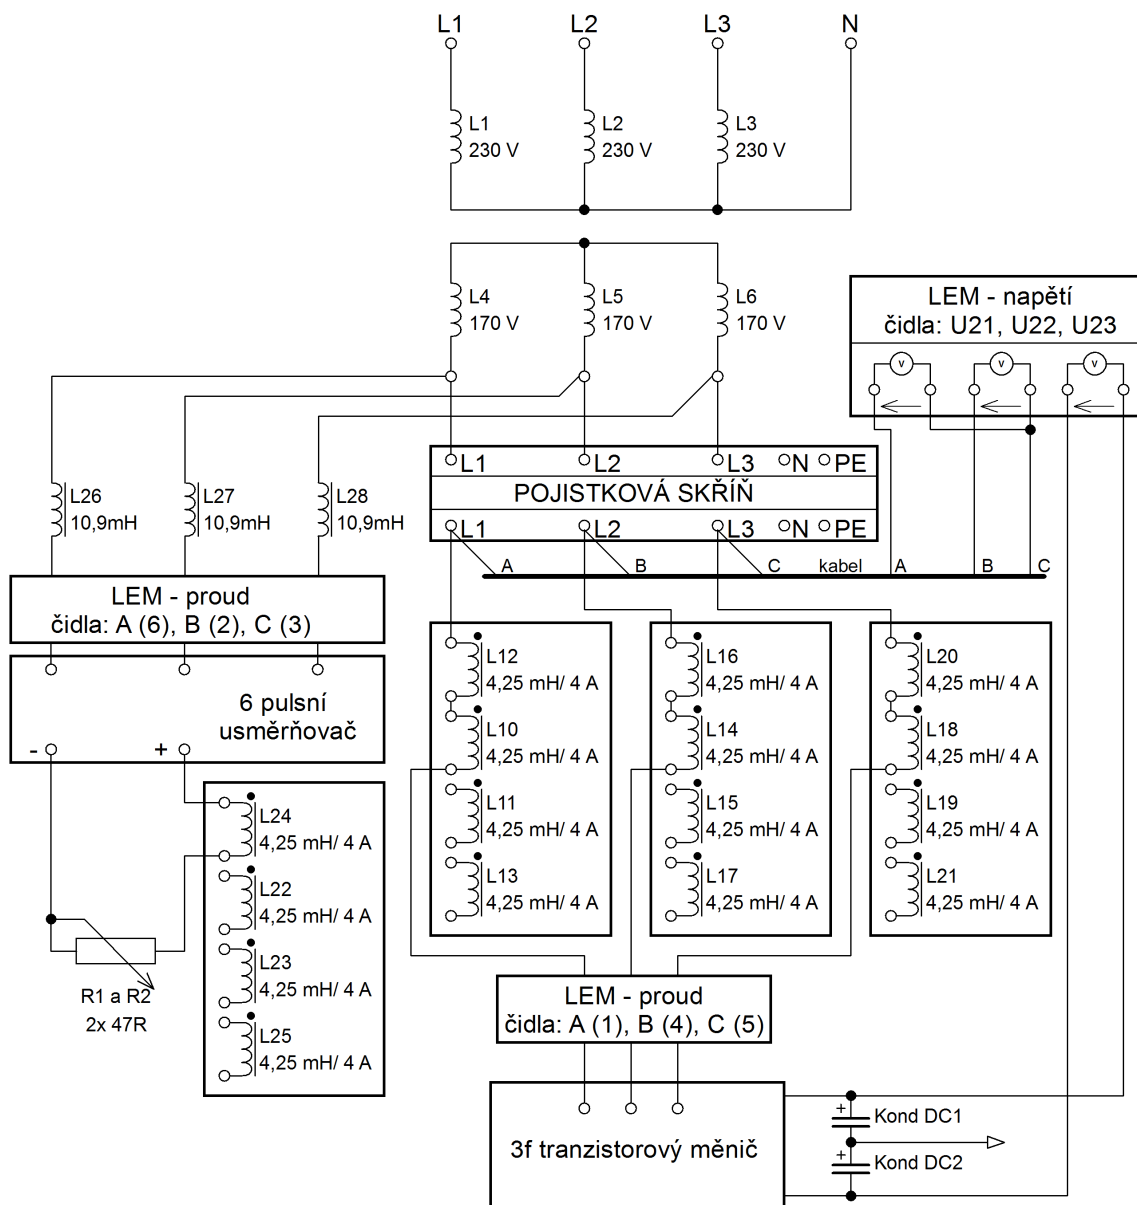 L1 L2 L3 N
L1
230 V
L2
230 V
L3
230 V
L4
170 V
L5
170 V
L6
170 V
LEM - napětí
čidla: U21, U22, U23
V V V
L1 L2 L3 N PE
POJISTKOVÁ SKŘÍŇ
L1 L2 L3 N PE
L26
10,9mH
L27
10,9mH
L28
10,9mH
A B C kabel A B C
LEM - proud
čidla: A (6), B (2), C (3)
6 pulsní
usměrňovač
- +
L12
4,25 mH/ 4 A
L10
4,25 mH/ 4 A
L11
4,25 mH/ 4 A
L13
4,25 mH/ 4 A
L16
4,25 mH/ 4 A
L14
4,25 mH/ 4 A
L15
4,25 mH/ 4 A
L17
4,25 mH/ 4 A
L20
4,25 mH/ 4 A
L18
4,25 mH/ 4 A
L19
4,25 mH/ 4 A
L21
4,25 mH/ 4 A
L24
4,25 mH/ 4 A
L22
4,25 mH/ 4 A
L23
4,25 mH/ 4 A
L25
4,25 mH/ 4 A
R1 a R2
2x 47R
LEM - proud
čidla: A (1), B (4), C (5)
3f tranzistorový měnič
+
Kond DC1
+
Kond DC2